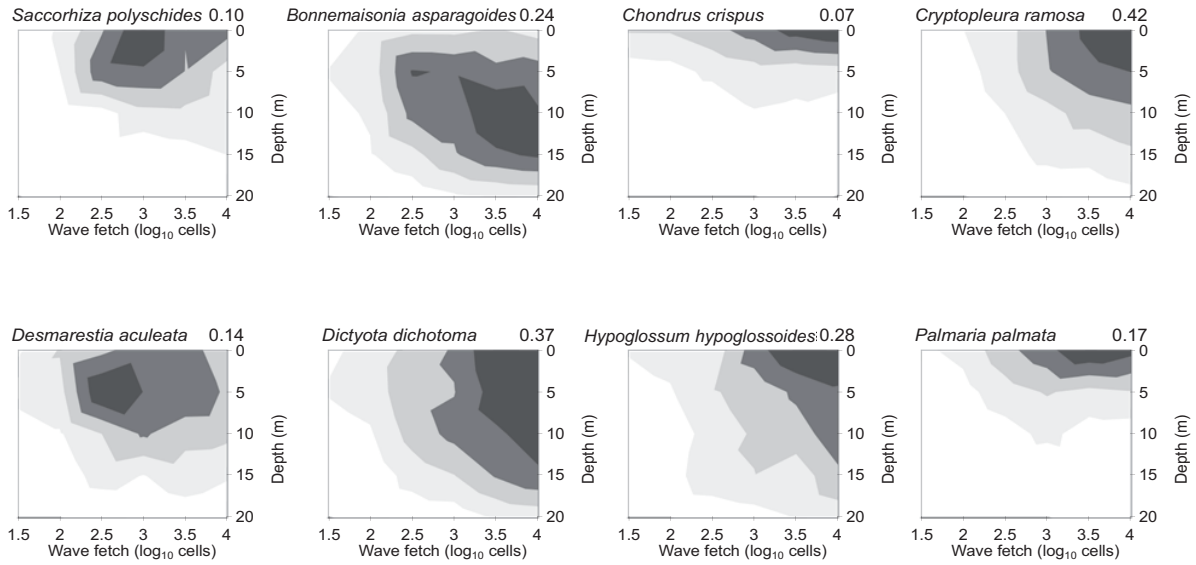 Saccorhiza polyschides 0.10 Bonnemaisonia asparagoides 0.24 Chondrus crispus 0.07 Cryptopleura ramosa 0.42
0 0 0 0
5 5 5 5
10 10 10 10
15 15 15 15
20 20 20 20
Depth (m) Depth (m) Depth (m) Depth (m)
1.5 2 2.5 3 3.5 4 1.5 2 2.5 3 3.5 4 1.5 2 2.5 3 3.5 4 1.5 2 2.5 3 3.5 4
Wave fetch (log10 cells) Wave fetch (log10 cells) Wave fetch (log10 cells) Wave fetch (log10 cells)
Desmarestia aculeata 0.14 Dictyota dichotoma 0.37 Hypoglossum hypoglossoides 0.28 Palmaria palmata 0.17
0 0 0 0
5 5 5 5
10 10 10 10
15 15 15 15
20 20 20 20
Depth (m) Depth (m) Depth (m) Depth (m)
1.5 2 2.5 3 3.5 4 1.5 2 2.5 3 3.5 4 1.5 2 2.5 3 3.5 4 1.5 2 2.5 3 3.5 4
Wave fetch (log10 cells) Wave fetch (log10 cells) Wave fetch (log10 cells) Wave fetch (log10 cells)